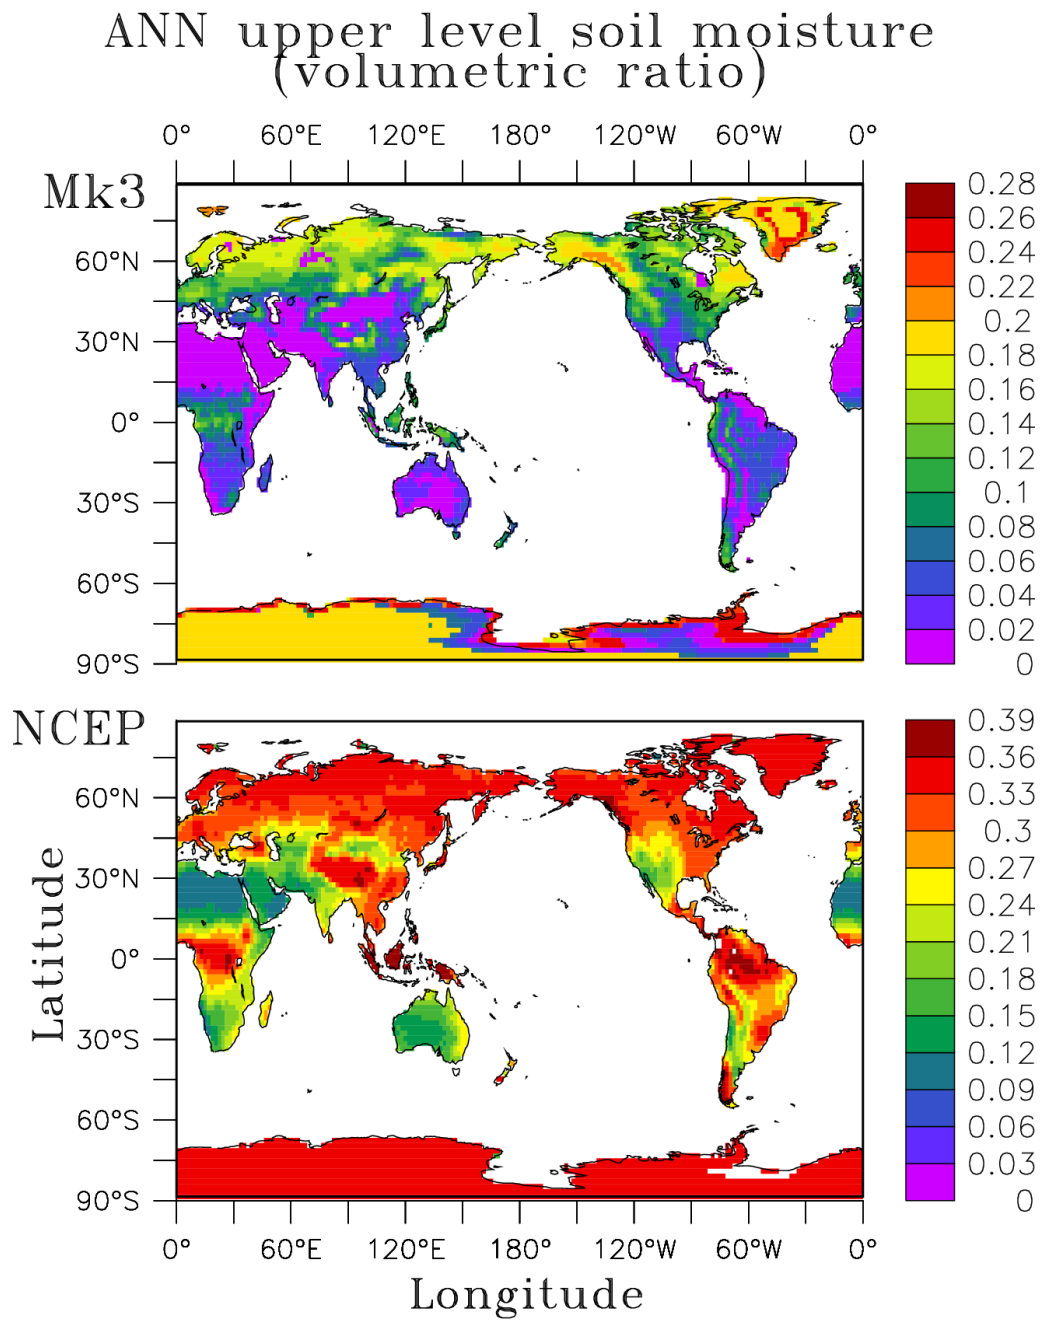 ANN upper level soil moisture
(volumetric ratio)
0° 60°E 120°E 180° 120°W 60°W 0°
Mk3
60°N
30°N
0°
30°S
60°S
90°S
0.28
0.26
0.24
0.22
0.2
0.18
0.16
0.14
0.12
0.1
0.08
0.06
0.04
0.02
0
NCEP
60°N
30°N
0°
30°S
60°S
90°S
Latitude
0.39
0.36
0.33
0.3
0.27
0.24
0.21
0.18
0.15
0.12
0.09
0.06
0.03
0
0° 60°E 120°E 180° 120°W 60°W 0°
Longitude